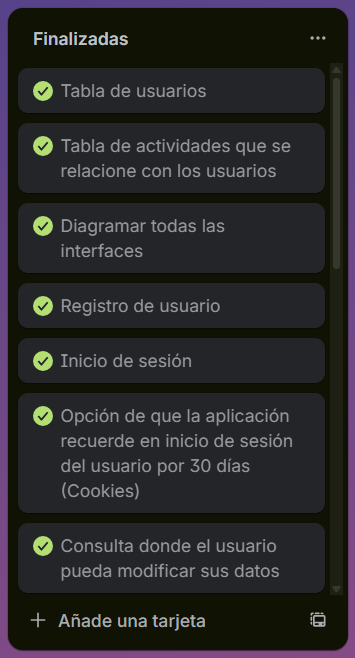 Finalizadas
Tabla de usuarios
Tabla de actividades que se
relacione con los usuarios
Diagramar todas las
interfaces
Registro de usuario
Inicio de sesión
Opción de que la aplicación
recuerde en inicio de sesión
del usuario por 30 días
(Cookies)
Consulta donde el usuario
pueda modificar sus datos
Añade una tarjeta